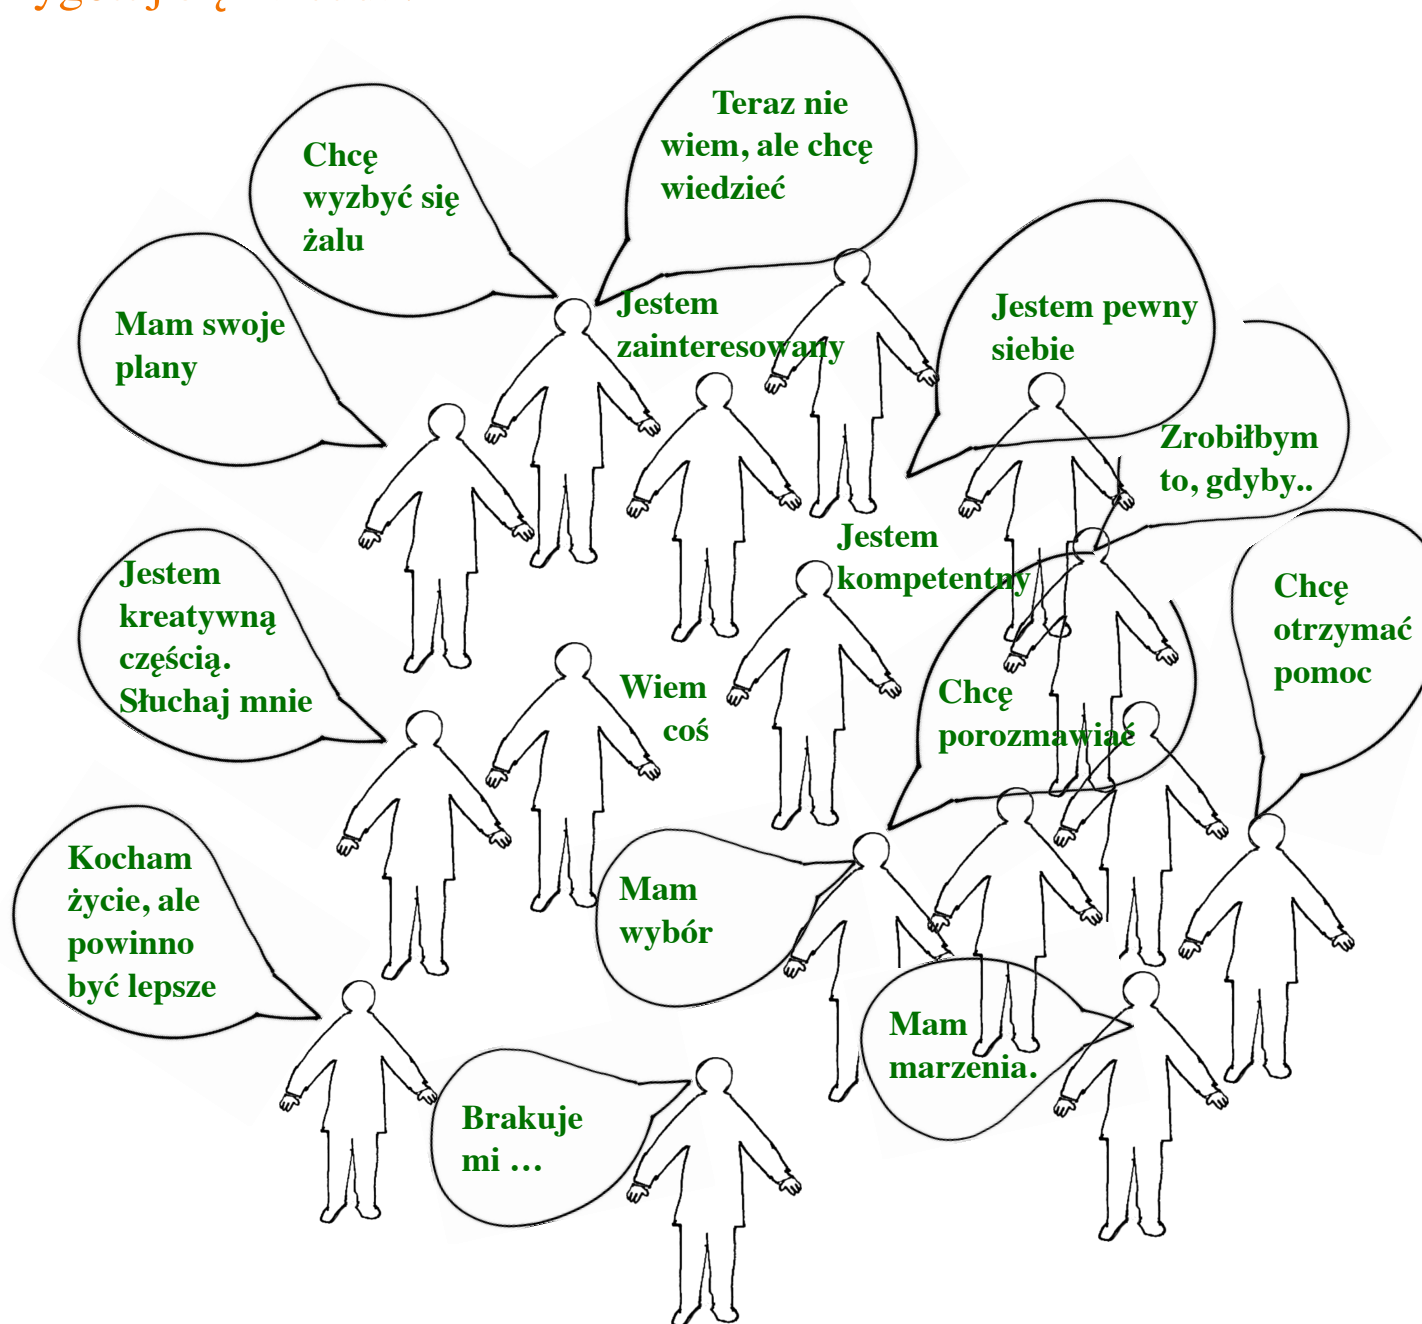 Teraz nie
wiem, ale chcę
wiedzieć
Chcę
wyzbyć się
żalu
Mam swoje
plany
Jestem
zainteresowany
Jestem pewny
siebie
Zrobiłbym
to, gdyby..
Jestem
kompetentny
Chcę
otrzymać
pomoc
Jestem
kreatywną
częścią.
Słuchaj mnie
Wiem
coś
Chcę
porozmawiać
Kocham
życie, ale
powinno
być lepsze
Mam
wybór
Mam
marzenia.
Brakuje
mi …